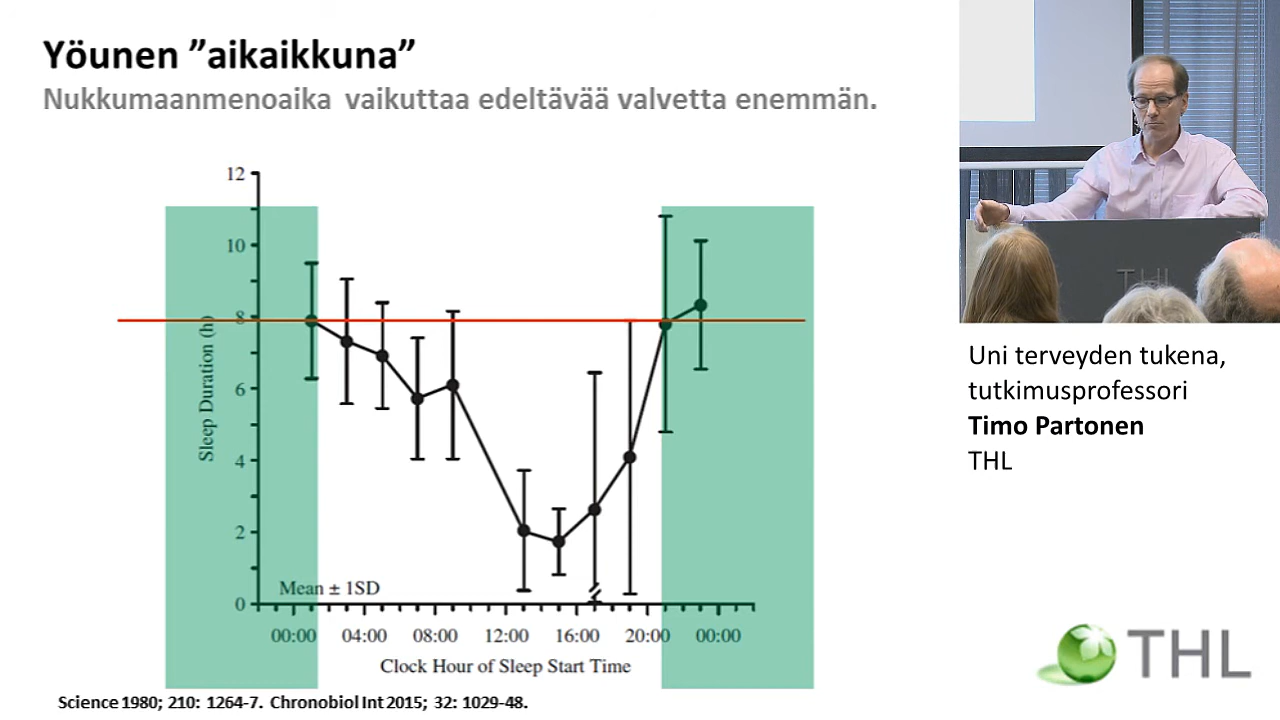 Yöunen ”aikaikkuna”
Nukkumaanmenoaika vaikuttaa edeltävää valvetta enemmän.
12
10
8
6
4
2
0
Sleep Duration (h)
Mean ± 1SD
00:00 04:00 08:00 12:00 16:00 20:00 00:00
Clock Hour of Sleep Start Time
Science 1980; 210: 1264-7. Chronobiol Int 2015; 32: 1029-48.
THL
Uni terveyden tukena,
tutkimusprofessori
Timo Partonen
THL
THL